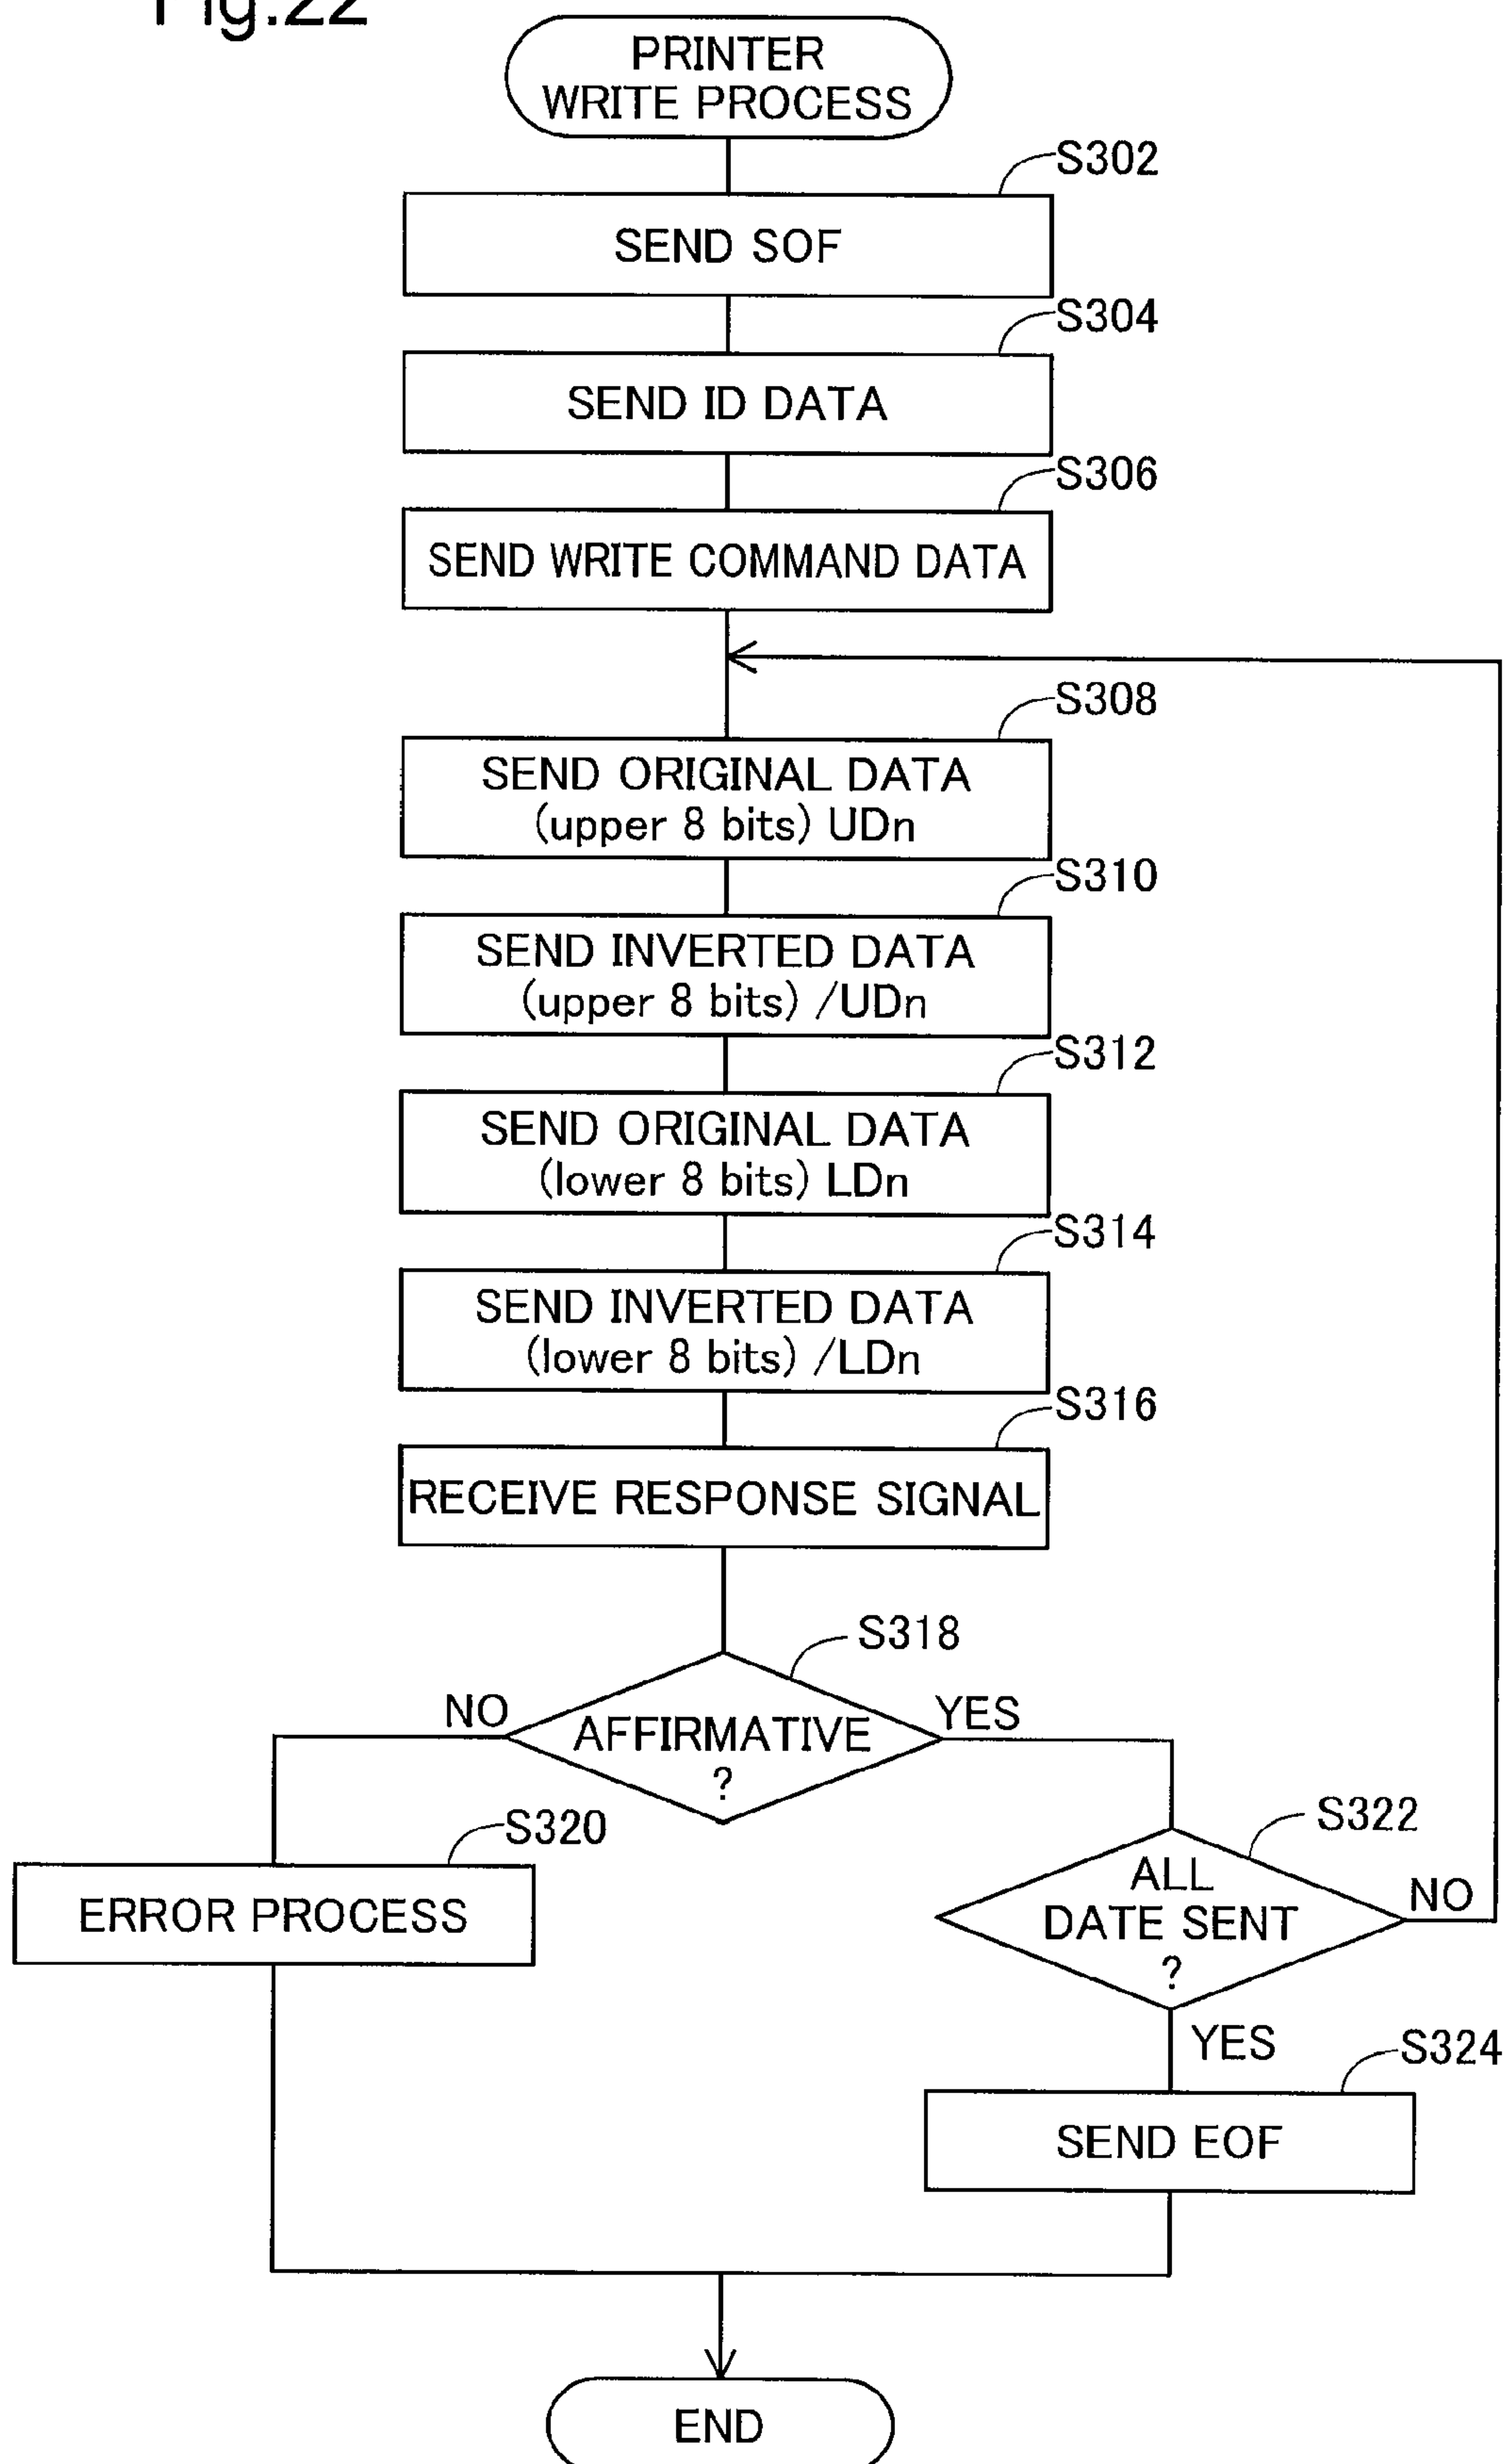 Fig.22
PRINTER
WRITE PROCESS
S302
SEND SOF
S304
SEND ID DATA
S306
SEND WRITE COMMAND DATA
S308
SEND ORIGINAL DATA
(upper 8 bits) UDn
S310
SEND INVERTED DATA
(upper 8 bits) /UDn
S312
SEND ORIGINAL DATA
(lower 8 bits) LDn
S314
SEND INVERTED DATA
(lower 8 bits) /LDn
S316
RECEIVE RESPONSE SIGNAL
S318
NO
AFFIRMATIVE
?
YES
S320
ERROR PROCESS
S322
ALL
DATE SENT
?
NO
YES
S324
SEND EOF
END